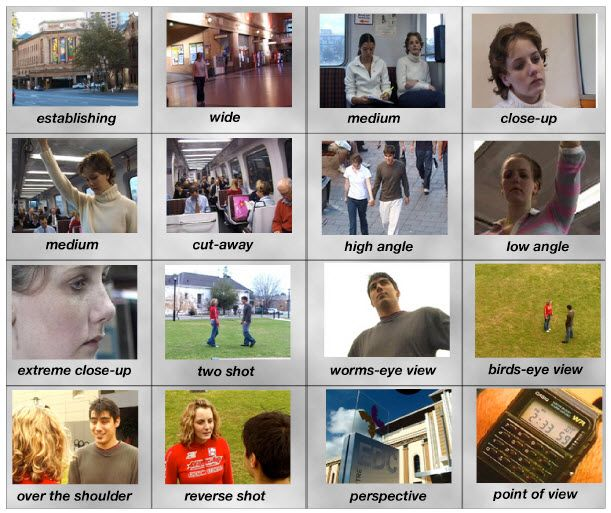 establishing
wide
medium
close-up
medium
cut-away
high angle
low angle
extreme close-up
two shot
worms-eye view
birds-eye view
over the shoulder
reverse shot
perspective
point of view